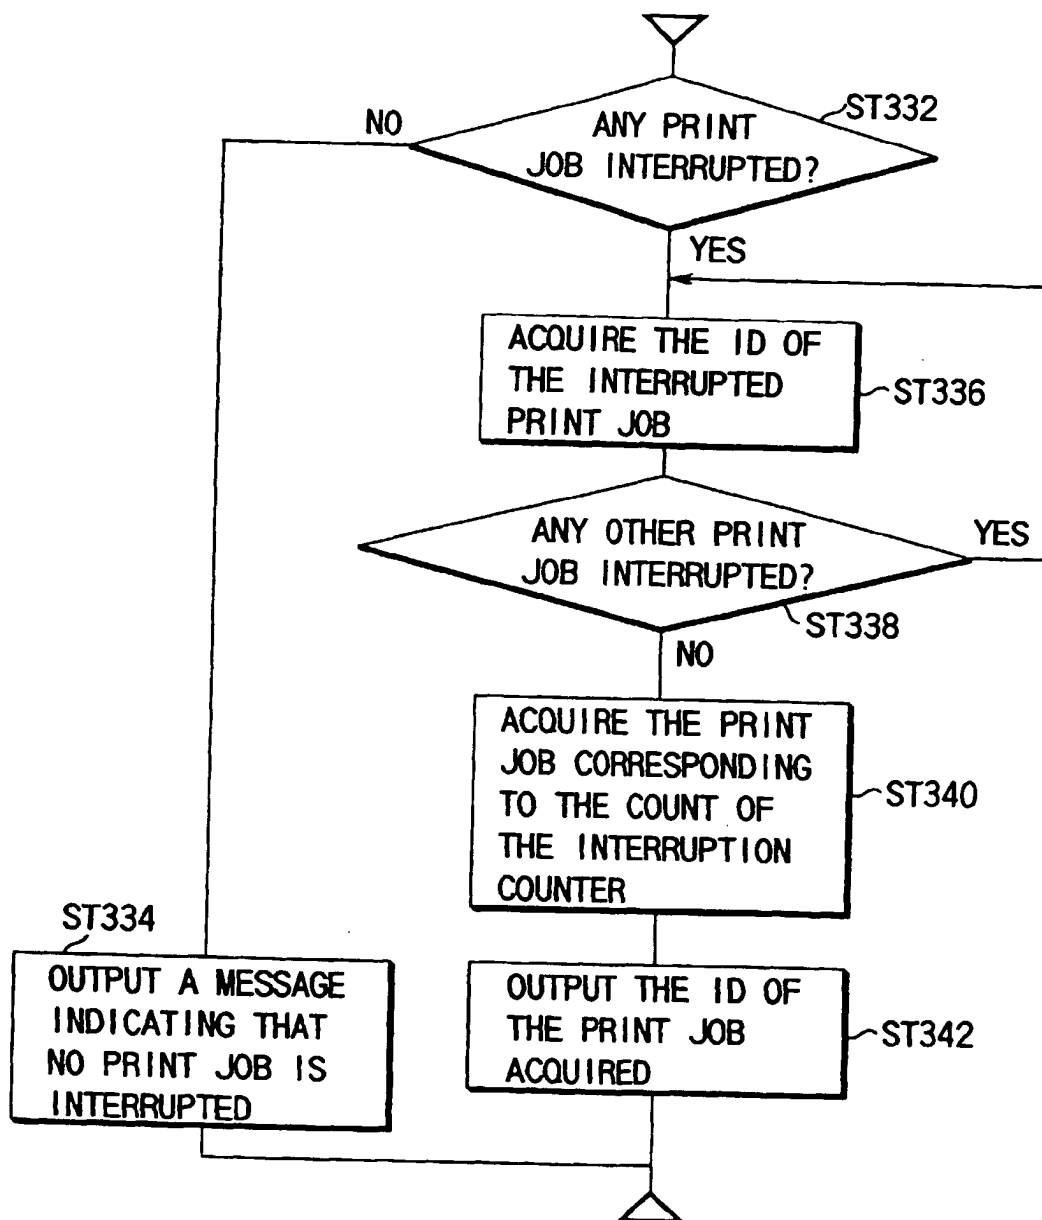 ST332
NO
ANY PRINT
JOB INTERRUPTED?
YES
ACQUIRE THE ID OF
THE INTERRUPTED
PRINT JOB
ST336
ANY OTHER PRINT
JOB INTERRUPTED?
YES
ST338
NO
ACQUIRE THE PRINT
JOB CORRESPONDING
TO THE COUNT OF
THE INTERRUPTION
COUNTER
ST340
ST334
OUTPUT A MESSAGE
INDICATING THAT
NO PRINT JOB IS
INTERRUPTED
OUTPUT THE ID OF
THE PRINT JOB
ACQUIRED
ST342